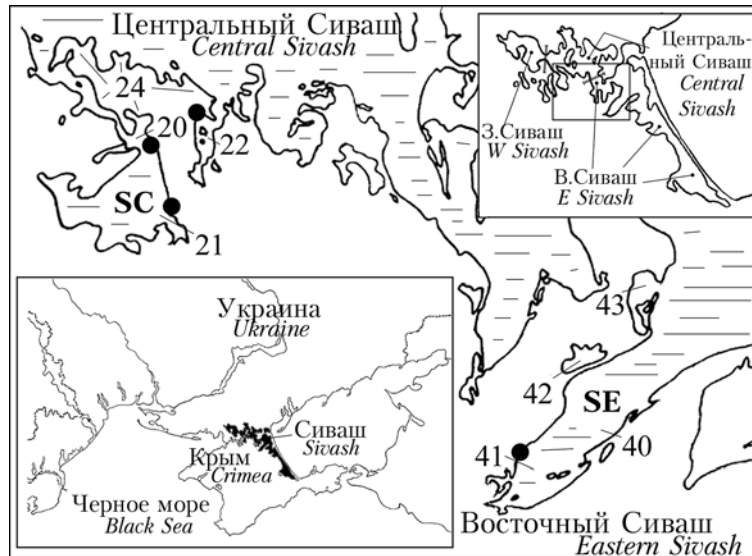 Центральный Сиваш
Central Sivash
24
20
22
SC
21
Централь-
ный Сиваш
Central
Sivash
З.Сиваш
W Sivash
В.Сиваш
E Sivash
43
42
SE
40
41
Восточный Сиваш
Eastern Sivash
Украина
Ukraine
Сиваш
Sivash
Крым
Crimea
Черное море
Black Sea